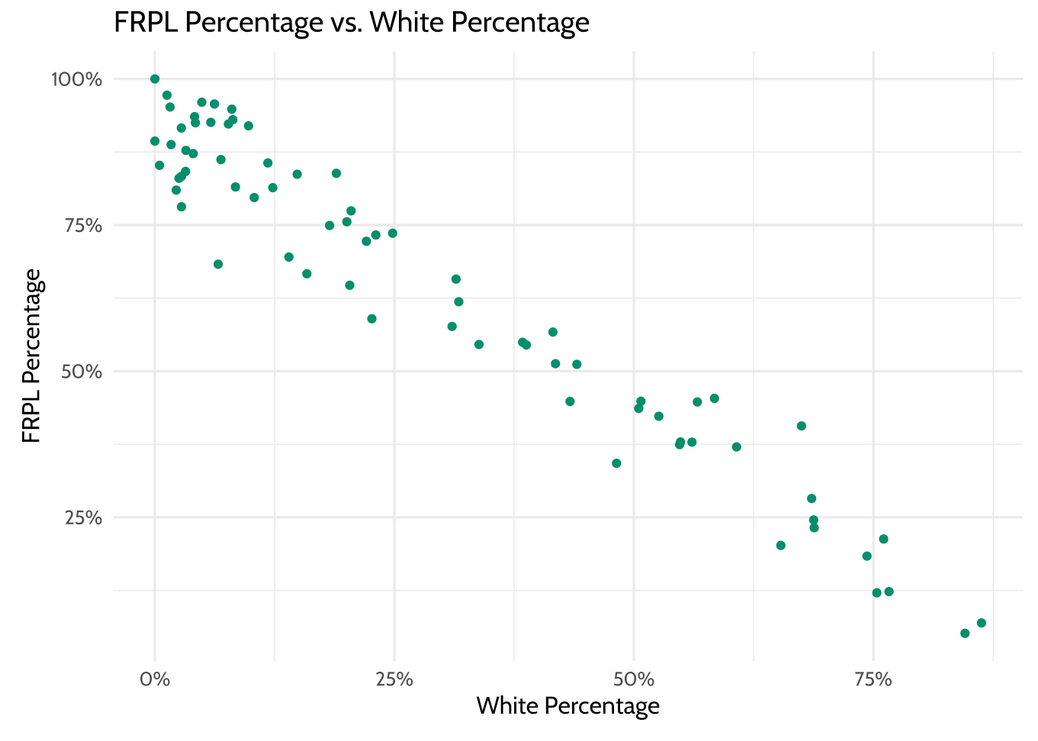 FRPL Percentage vs. White Percentage
100%
75%
50%
25%
FRPL Percentage
0% 25% 50% 75%
White Percentage